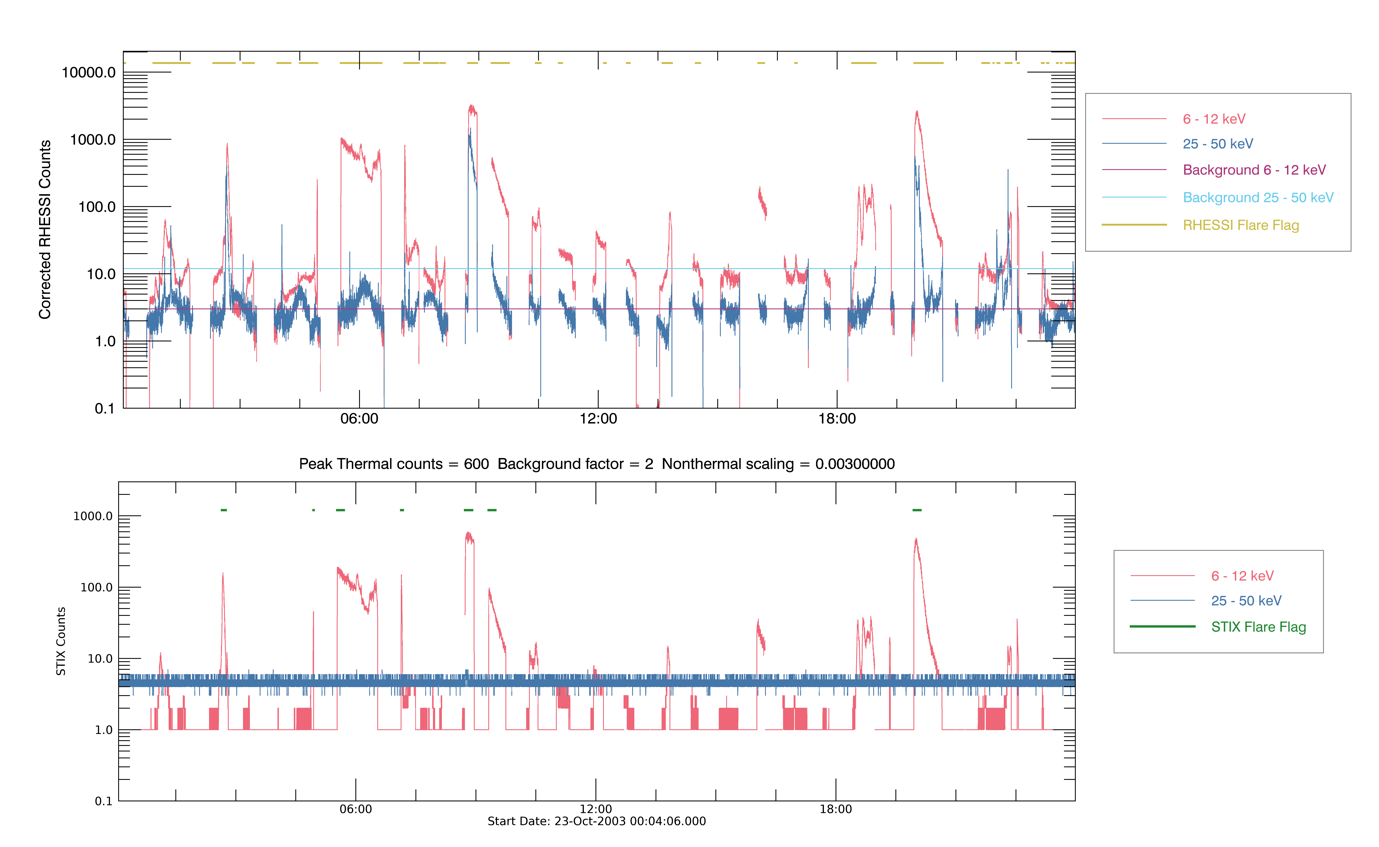 10000.0
1000.0
100.0
10.0
1.0
0.1
Corrected RHESSI Counts
06:00
12:00
18:00
6 - 12 keV
25 - 50 keV
Background 6 - 12 keV
Background 25 - 50 keV
RHESSI Flare Flag
Peak Thermal counts = 600 Background factor = 2 Nonthermal scaling = 0.00300000
1000.0
100.0
10.0
1.0
0.1
STIX Counts
06:00
12:00
18:00
Start Date: 23-Oct-2003 00:04:06.000
6 - 12 keV
25 - 50 keV
STIX Flare Flag